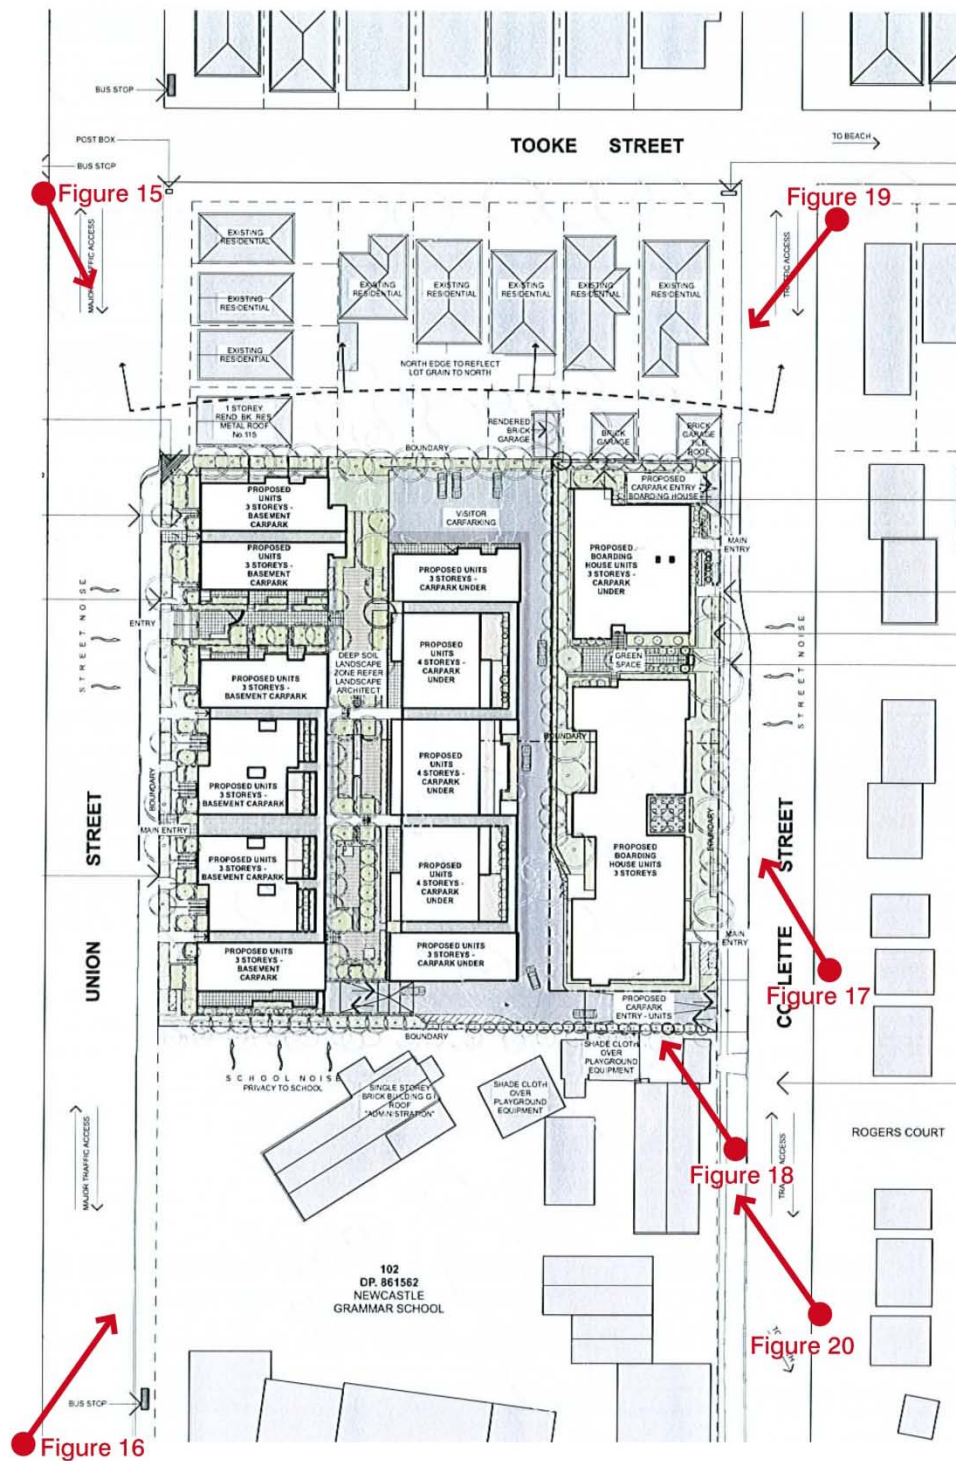 BUS STOP
TOOKE STREET
TO BEACH
POST BOX
BUS STOP
Figure 15
Figure 19
MAJOR TRAFFIC ACCESS
TRAFFIC ACCESS
EXISTING
RESIDENTIAL
EXISTING
RESIDENTIAL
EXISTING
RESIDENTIAL
EXISTING
RESIDENTIAL
EXISTING
RESIDENTIAL
EXISTING
RESIDENTIAL
EXISTING
RESIDENTIAL
EXISTING
RESIDENTIAL
NORTH EDGE TO REFLECT
LOT GRAIN TO NORTH
1 STOREY
REND. BK. RES
METAL ROOF
No.115
RENDERED
BRICK
GARAGE
BRICK
GARAGE
BRICK
GARAGE
TILE
ROOF
BOUNDARY
PROPOSED
CARPARK ENTRY
BOARDING HOUSE
PROPOSED
UNITS
3 STOREYS -
BASEMENT
CARPARK
VISITOR
CARPARKING
PROPOSED
UNITS
3 STOREYS -
BASEMENT
CARPARK
PROPOSED UNITS
3 STOREYS -
CARPARK UNDER
PROPOSED
BOARDING
HOUSE UNITS
3 STOREYS -
CARPARK
UNDER
MAIN
ENTRY
STREET NOISE
ENTRY
STREET NOISE
DEEP SOIL
LANDSCAPE
ZONE REFER
LANDSCAPE
ARCHITECT
PROPOSED
UNITS
4 STOREYS -
CARPARK
UNDER
GREEN
SPACE
PROPOSED UNITS
3 STOREYS -
BASEMENT CARPARK
BOUNDARY
PROPOSED UNITS
3 STOREYS -
BASEMENT CARPARK
PROPOSED
UNITS
4 STOREYS -
CARPARK
UNDER
BOUNDARY
BOUNDARY
MAIN ENTRY
PROPOSED UNITS
3 STOREYS -
BASEMENT CARPARK
PROPOSED
UNITS
4 STOREYS -
CARPARK
UNDER
PROPOSED
BOARDING
HOUSE UNITS
3 STOREYS
UNION STREET
COLLETTE STREET
PROPOSED UNITS
3 STOREYS -
BASEMENT
CARPARK
PROPOSED UNITS
3 STOREYS -
CARPARK UNDER
MAIN
ENTRY
Figure 17
PROPOSED
CARPARK
ENTRY - UNITS
BOUNDARY
SCHOOL NOISE
PRIVACY TO SCHOOL
SHADE CLOTH
OVER
PLAYGROUND
EQUIPMENT
SINGLE STOREY
BRICK BUILDING G.I
ROOF
"ADMINISTRATION"
SHADE CLOTH
OVER
PLAYGROUND
EQUIPMENT
ROGERS COURT
MAJOR TRAFFIC ACCESS
Figure 18
102
DP. 861562
NEWCASTLE
GRAMMAR SCHOOL
Figure 20
BUS STOP
Figure 16